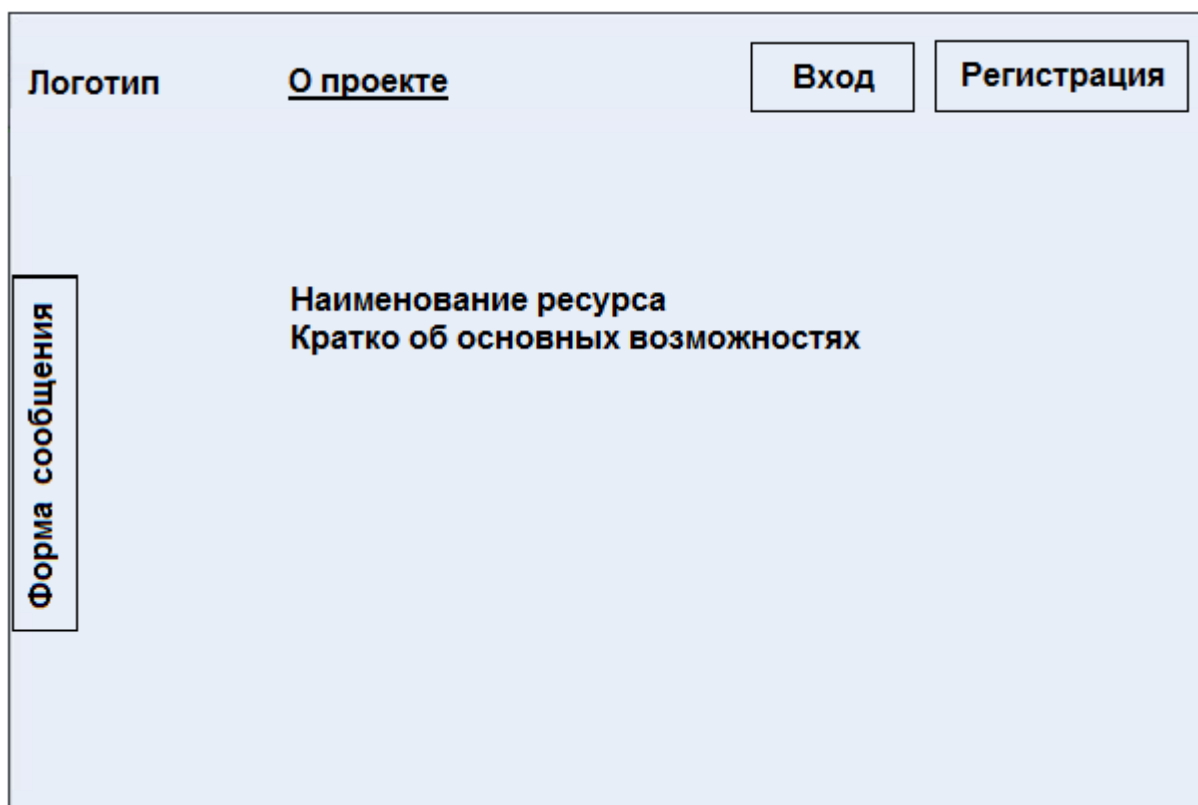 Логотип
О проекте
Вход
Регистрация
Наименование ресурса
Кратко об основных возможностях
Форма сообщения